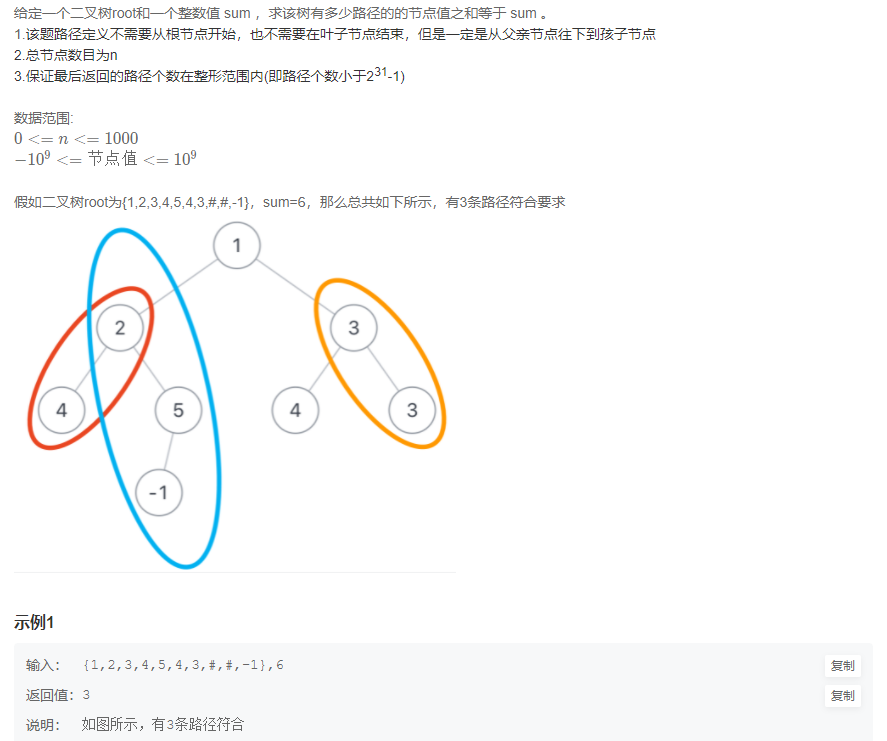 给定一个二叉树root和一个整数值 sum ，求该树有多少路径的的节点值之和等于 sum 。
1.该题路径定义不需要从根节点开始，也不需要在叶子节点结束，但是一定是从父亲节点往下到孩子节点
2.总节点数目为n
3.保证最后返回的路径个数在整形范围内(即路径个数小于2^31-1)
数据范围:
0 <= n <= 1000
−10^9 <= 节点值 <= 10^9
假如二叉树root为{1,2,3,4,5,4,3,#,#,-1}，sum=6，那么总共如下所示，有3条路径符合要求
1
2 3
4 5 4 3
-1
示例1
输入： {1,2,3,4,5,4,3,#,#,-1},6 复制
返回值：3 复制
说明： 如图所示，有3条路径符合